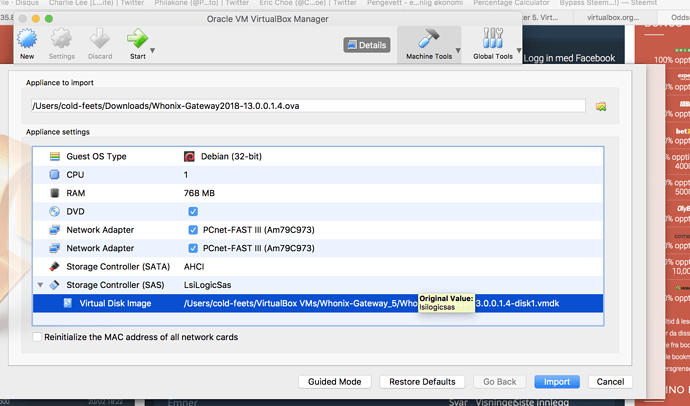 nie · Disqus Charlie Lee [L...ite] | Twitter Philakone (@P...to) | Twitter Eric Choe (@C...oe) | Twitter Pengevett - e...nlig økonomi Percentage Calculator Bypass Steem...!) — Steemit
Oracle VM VirtualBox Manager
5. Virt...
virtualbox.org...
Odds
New
Settings
Discard
Start
Details
Machine Tools
Global Tools
Logg inn med Facebook
100% oppt
Appliance to import
/Users/cold-feets/Downloads/Whonix-Gateway2018-13.0.0.1.4.ova
Appliance settings
Guest OS Type Debian (32-bit)
CPU 1
RAM 768 MB
DVD
Network Adapter PCnet-FAST III (Am79C973)
Network Adapter PCnet-FAST III (Am79C973)
Storage Controller (SATA) AHCI
Storage Controller (SAS) LsiLogicSas
Virtual Disk Image /Users/cold-feets/VirtualBox VMs/Whonix-Gateway_5/Who 3.0.0.1.4-disk1.vmdk
Original Value:
lsilogicsas
Reinitialize the MAC address of all network cards
Guided Mode
Restore Defaults
Go Back
Import
Cancel
20/02 18:22
Emner
Svar
Visninger
Siste innlegg